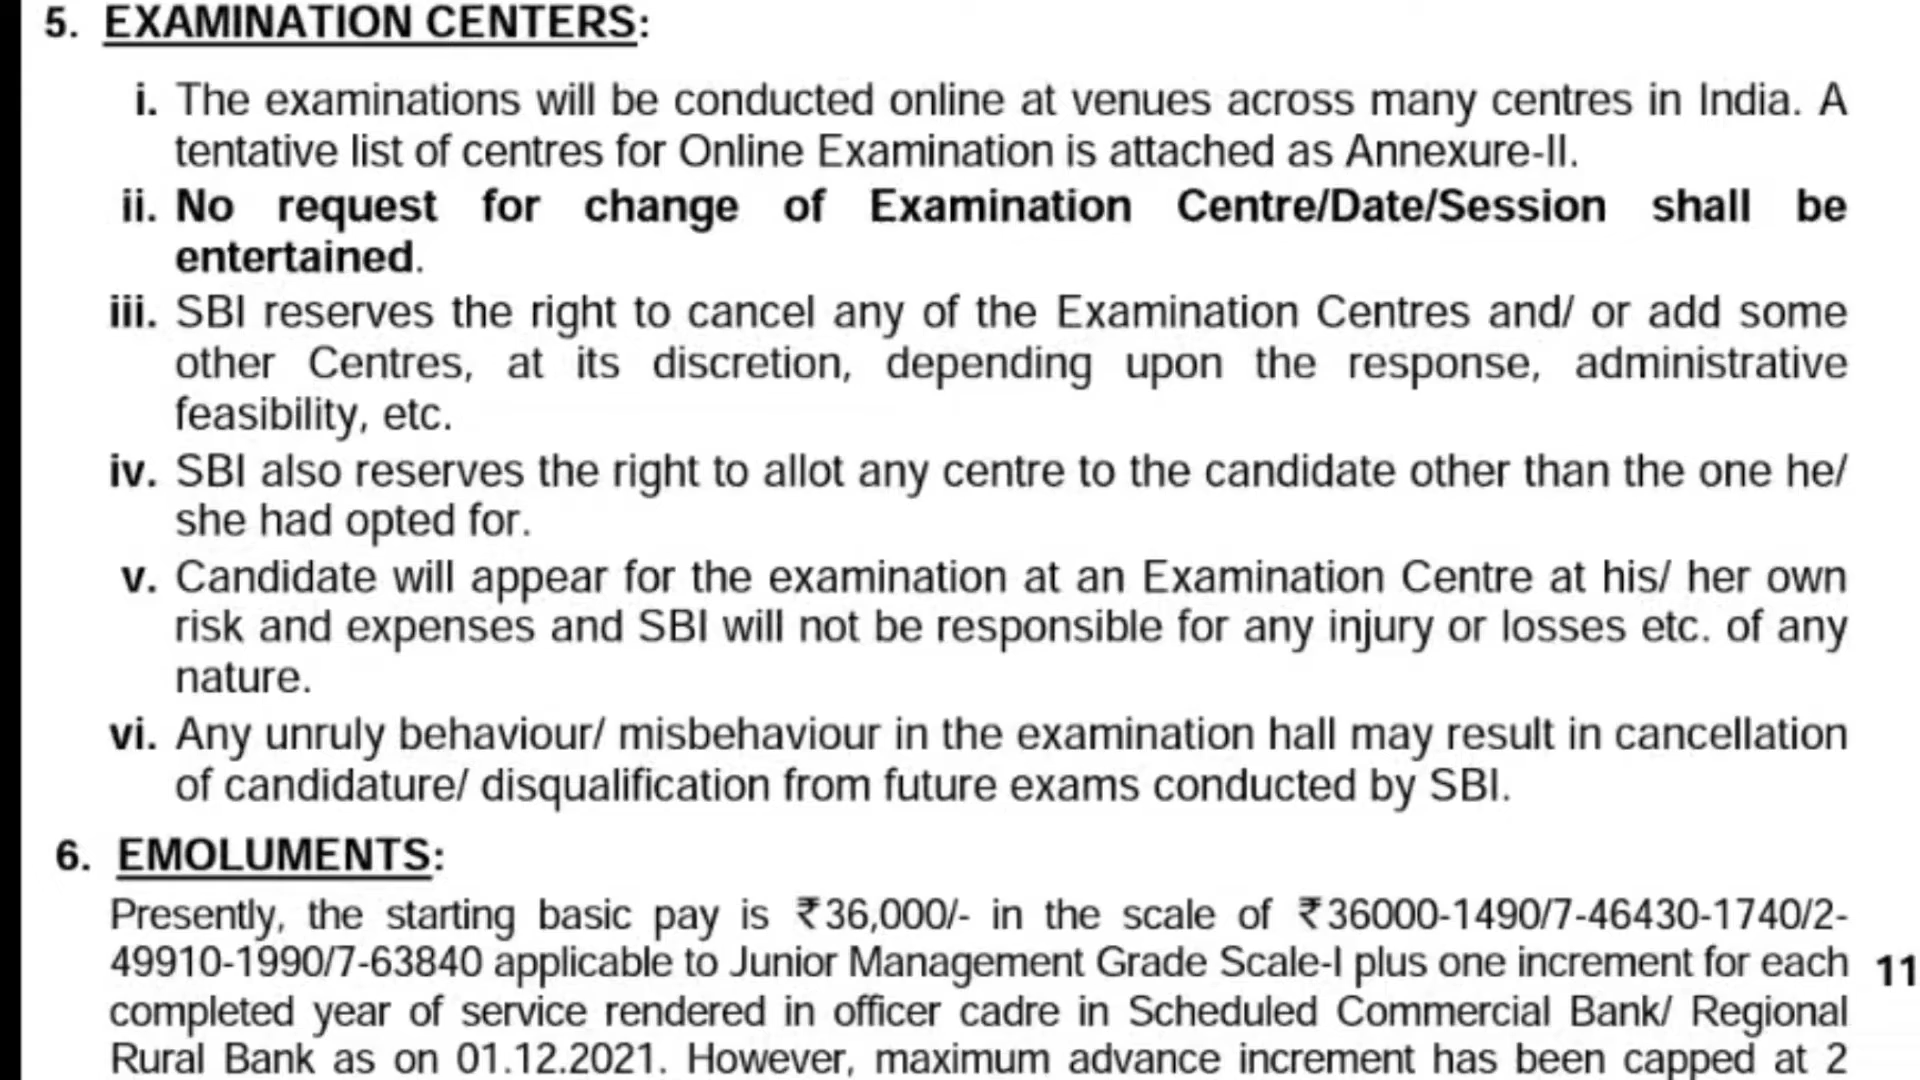 5. EXAMINATION CENTERS:
i. The examinations will be conducted online at venues across many centres in India. A
tentative list of centres for Online Examination is attached as Annexure-II.
ii. No request for change of Examination Centre/Date/Session shall be
entertained.
iii. SBI reserves the right to cancel any of the Examination Centres and/ or add some
other Centres, at its discretion, depending upon the response, administrative
feasibility, etc.
iv. SBI also reserves the right to allot any centre to the candidate other than the one he/
she had opted for.
v. Candidate will appear for the examination at an Examination Centre at his/ her own
risk and expenses and SBI will not be responsible for any injury or losses etc. of any
nature.
vi. Any unruly behaviour/ misbehaviour in the examination hall may result in cancellation
of candidature/ disqualification from future exams conducted by SBI.
6. EMOLUMENTS:
Presently, the starting basic pay is ₹36,000/- in the scale of ₹36000-1490/7-46430-1740/2-
49910-1990/7-63840 applicable to Junior Management Grade Scale-I plus one increment for each
11
completed year of service rendered in officer cadre in Scheduled Commercial Bank/ Regional
Rural Bank as on 01.12.2021. However, maximum advance increment has been capped at 2